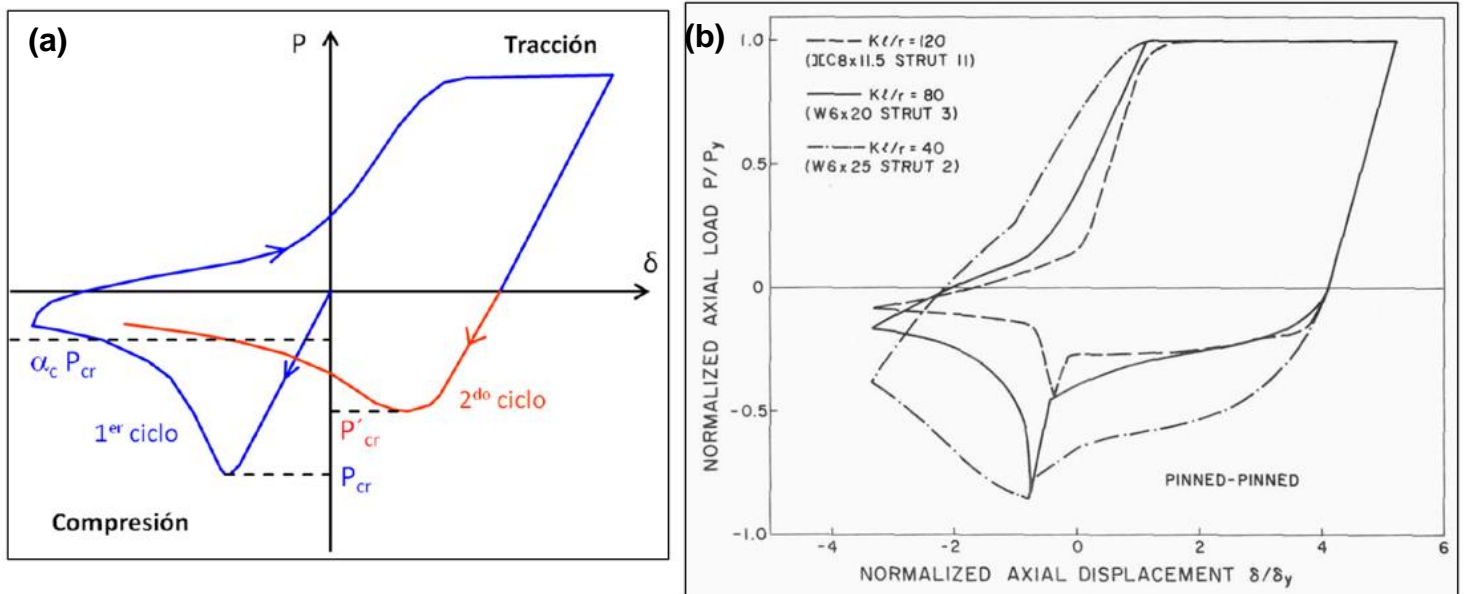 (a)
P
Tracción
δ
α_c P_cr
1^er ciclo
2^do ciclo
P´_cr
P_cr
Compresión
(b)
1.0
0.5
0
-0.5
-1.0
NORMALIZED AXIAL LOAD P/P_y
Kℓ/r = 120
(][C8x11.5 STRUT 11)
Kℓ/r = 80
(W6x20 STRUT 3)
Kℓ/r = 40
(W6x25 STRUT 2)
PINNED-PINNED
-4 -2 0 2 4 6
NORMALIZED AXIAL DISPLACEMENT δ/δ_y